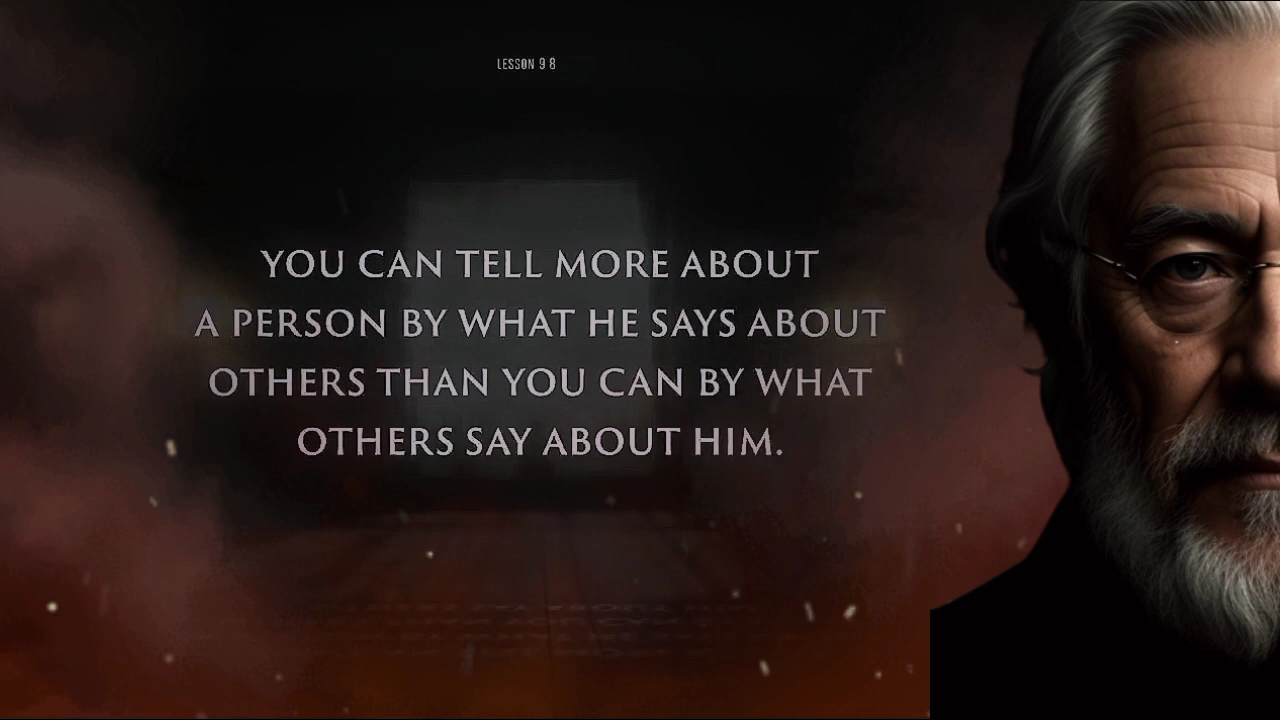 LESSON 98
YOU CAN TELL MORE ABOUT
A PERSON BY WHAT HE SAYS ABOUT
OTHERS THAN YOU CAN BY WHAT
OTHERS SAY ABOUT HIM.